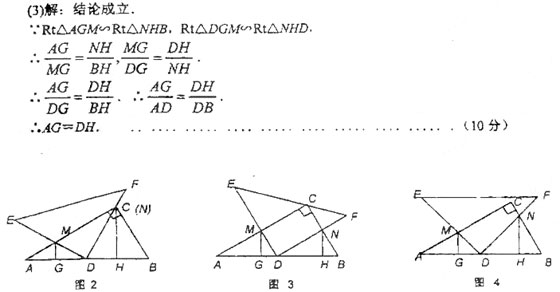 (3)解：结论成立.
∵Rt△AGM∽Rt△NHB，Rt△DGM∽Rt△NHD.
∴AG/MG=NH/BH, MG/DG=DH/NH.
∴AG/DG=DH/BH. ∴AG/AD=DH/DB.
∴AG=DH. ……………………………………（10分）
E F C (N) M A G D H B
图2
E C F M N A G D H B
图3
E F C M N A G D H B
图4